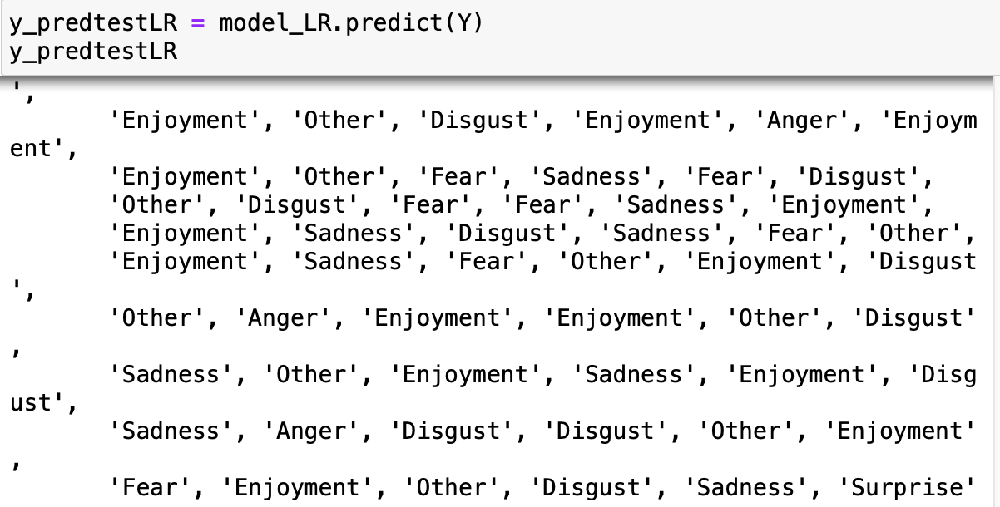 y_predtestLR = model_LR.predict(Y)
y_predtestLR
',
'Enjoyment', 'Other', 'Disgust', 'Enjoyment', 'Anger', 'Enjoym
ent',
'Enjoyment', 'Other', 'Fear', 'Sadness', 'Fear', 'Disgust',
'Other', 'Disgust', 'Fear', 'Fear', 'Sadness', 'Enjoyment',
'Enjoyment', 'Sadness', 'Disgust', 'Sadness', 'Fear', 'Other',
'Enjoyment', 'Sadness', 'Fear', 'Other', 'Enjoyment', 'Disgust
',
'Other', 'Anger', 'Enjoyment', 'Enjoyment', 'Other', 'Disgust'
,
'Sadness', 'Other', 'Enjoyment', 'Sadness', 'Enjoyment', 'Disg
ust',
'Sadness', 'Anger', 'Disgust', 'Disgust', 'Other', 'Enjoyment'
,
'Fear', 'Enjoyment', 'Other', 'Disgust', 'Sadness', 'Surprise'